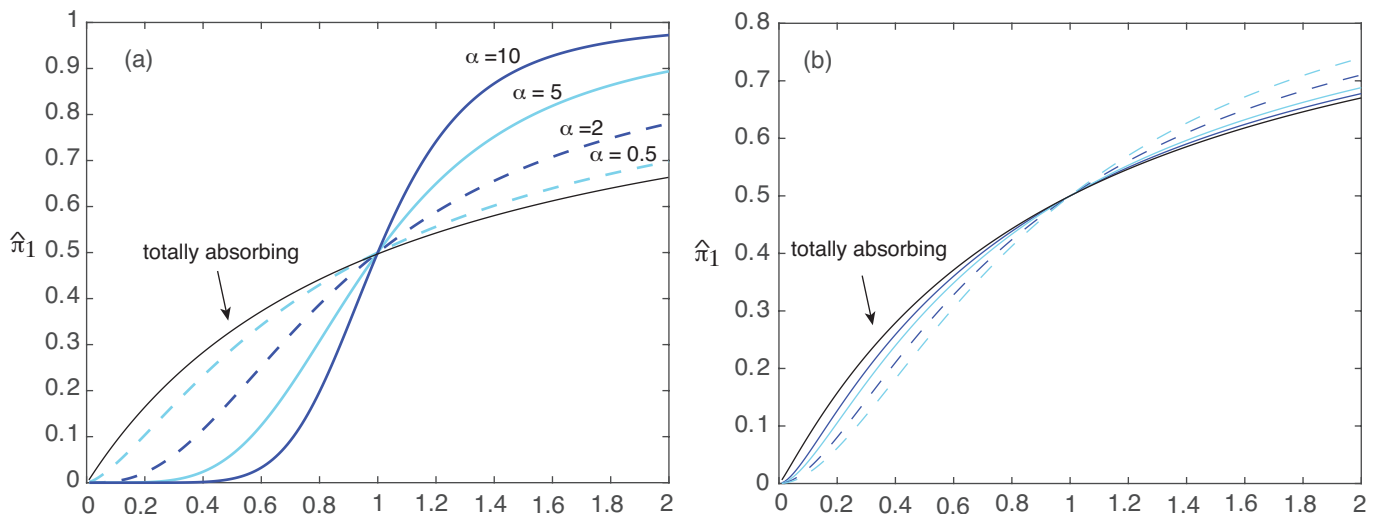 (a)
1
0.9
0.8
0.7
0.6
0.5
0.4
0.3
0.2
0.1
0
π̂1
α =10
α = 5
α =2
α = 0.5
totally absorbing
0 0.2 0.4 0.6 0.8 1 1.2 1.4 1.6 1.8 2
(b)
0.8
0.7
0.6
0.5
0.4
0.3
0.2
0.1
0
π̂1
totally absorbing
0 0.2 0.4 0.6 0.8 1 1.2 1.4 1.6 1.8 2